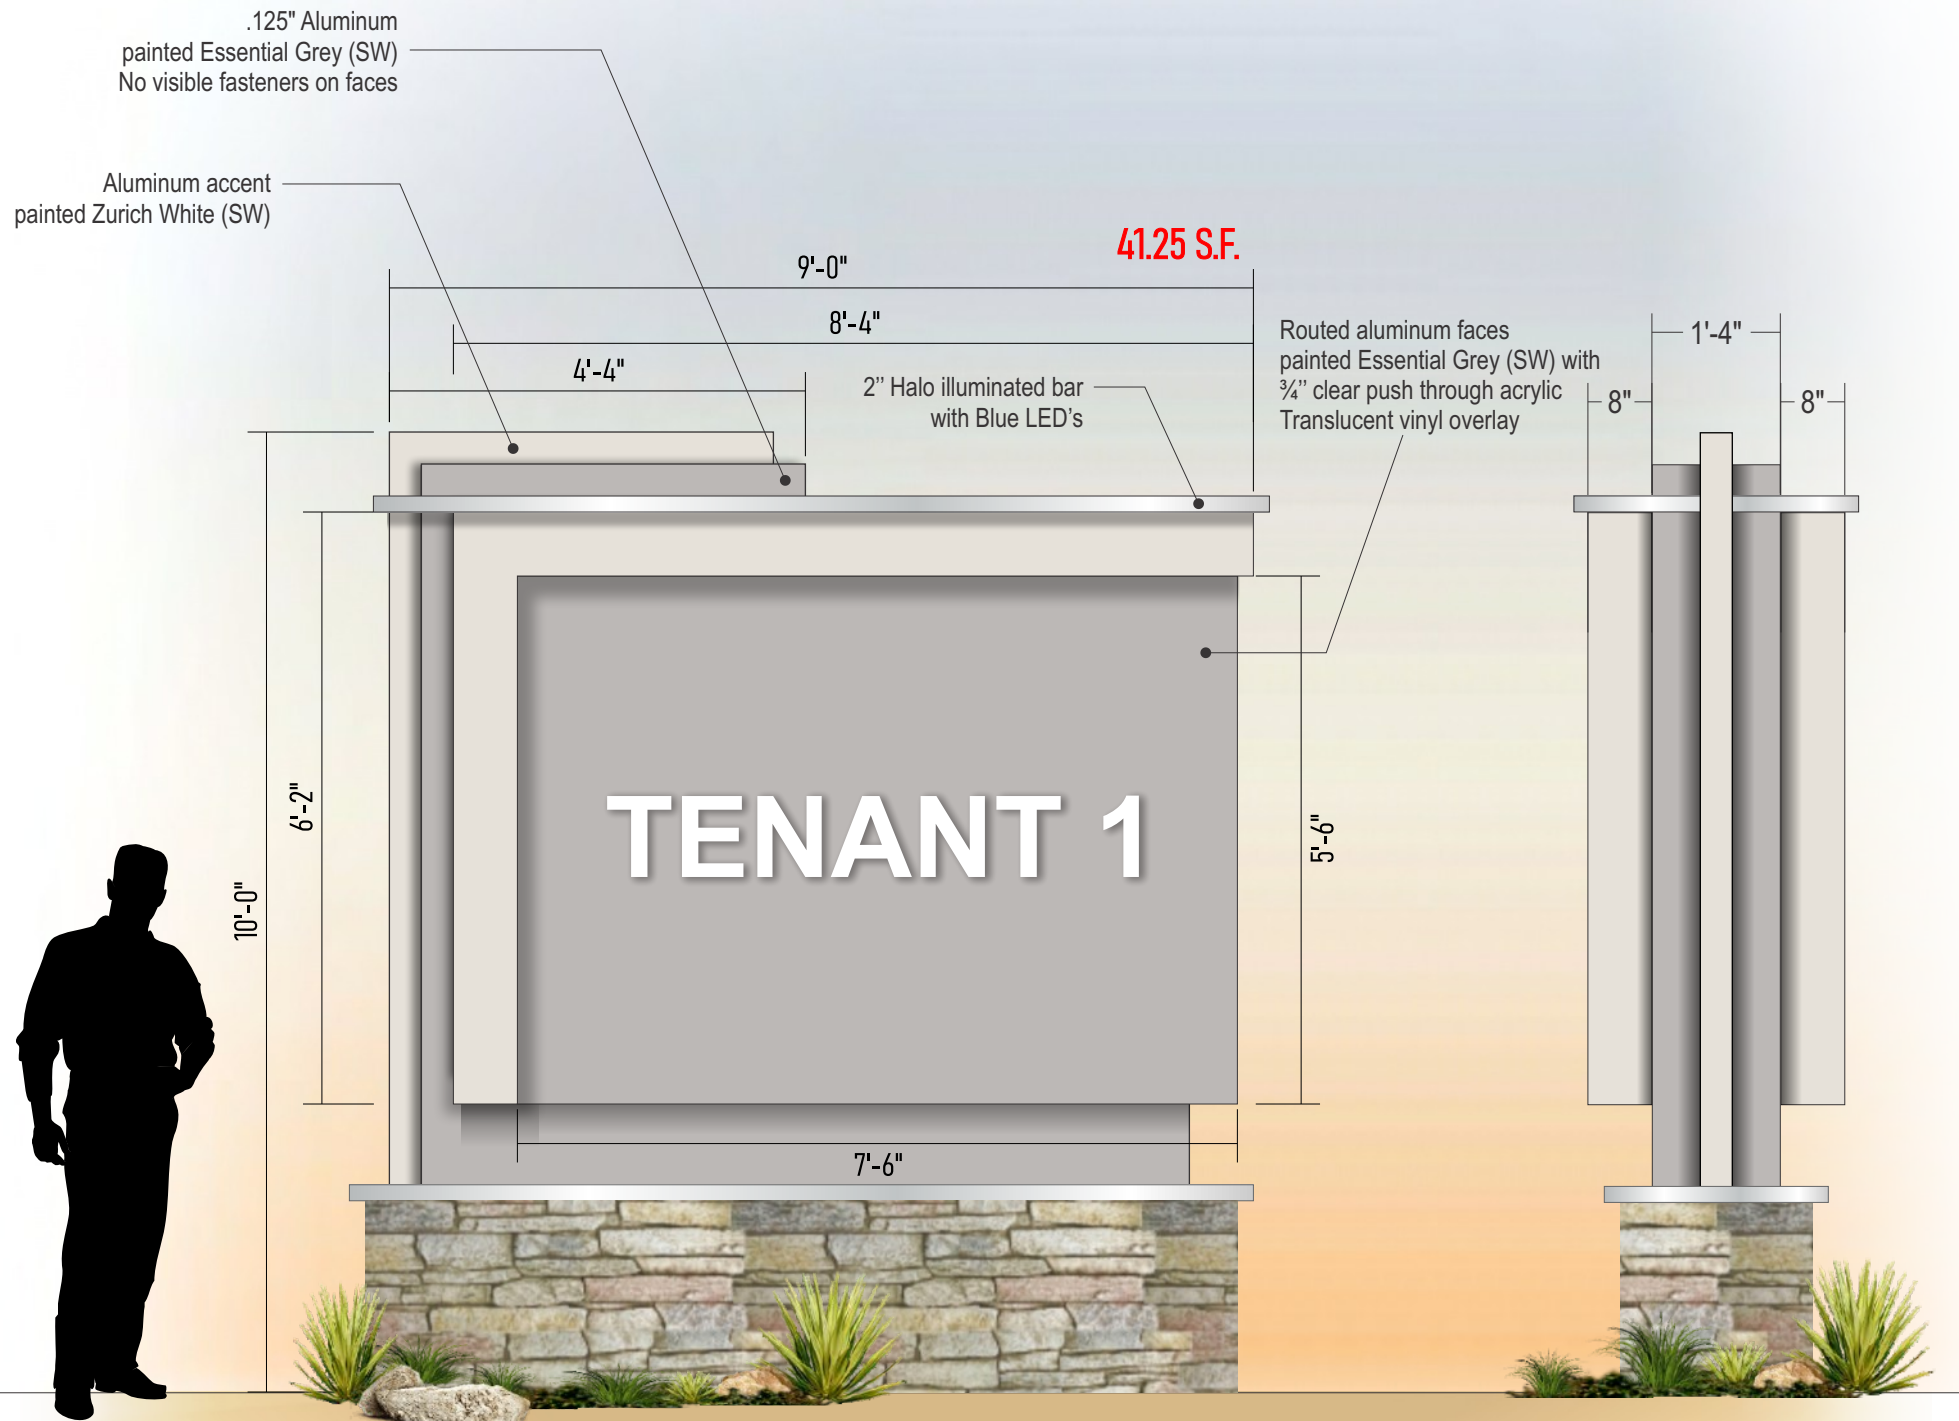 .125" Aluminum
painted Essential Grey (SW)
No visible fasteners on faces
Aluminum accent
painted Zurich White (SW)
41.25 S.F.
9'-0"
8'-4"
4'-4"
2’’ Halo illuminated bar
with Blue LED’s
Routed aluminum faces
painted Essential Grey (SW) with
¾’’ clear push through acrylic
Translucent vinyl overlay
1'-4"
8"
8"
6'-2"
10'-0"
TENANT 1
5'-6"
7'-6"